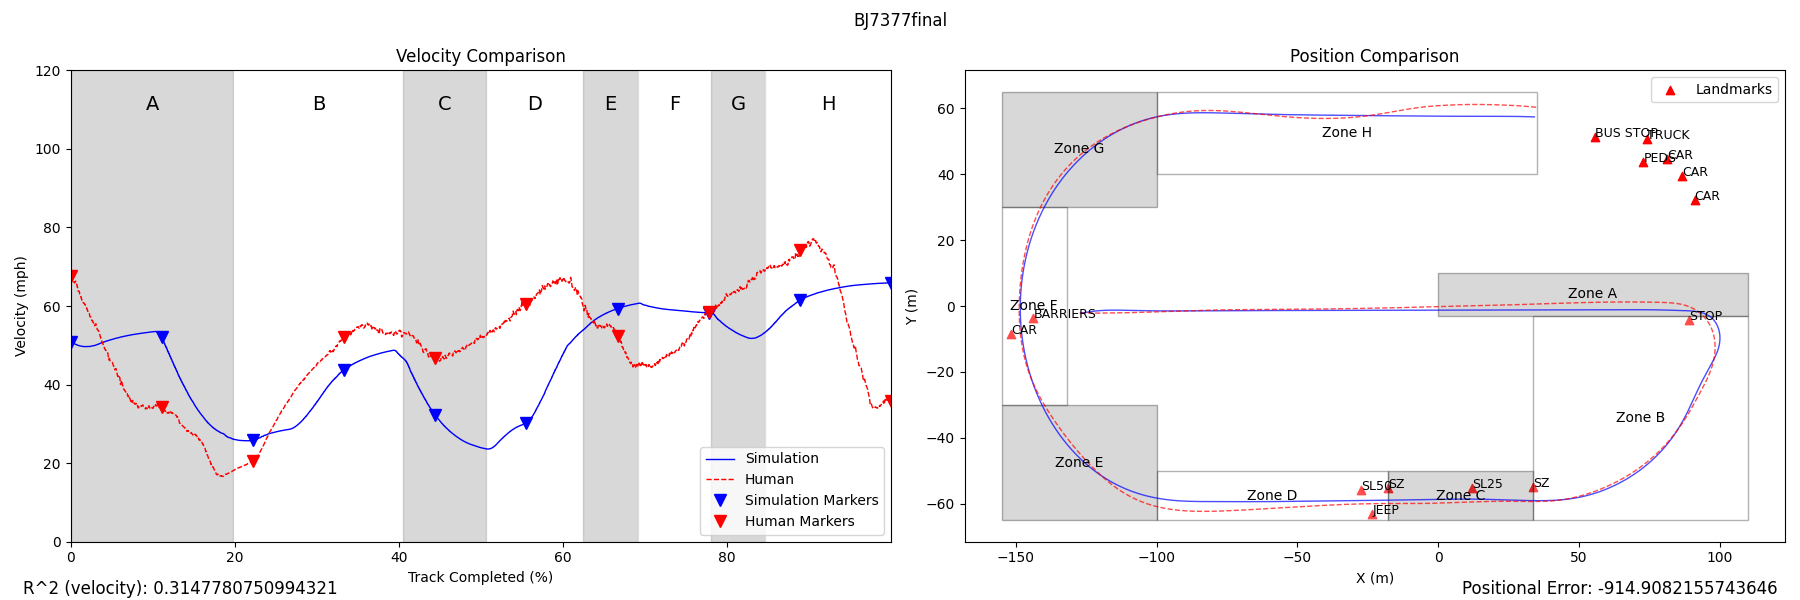 BJ7377final
Velocity Comparison
120
100
80
60
40
20
0
Velocity (mph)
A B C D E F G H
Simulation
Human
Simulation Markers
Human Markers
0 20 40 60 80
Track Completed (%)
R^2 (velocity): 0.3147780750994321
Position Comparison
60
40
20
0
−20
−40
−60
Y (m)
Landmarks
Zone H
Zone G
BUS STOP
TRUCK
PEDS
CAR
CAR
CAR
Zone A
Zone F
BARRIERS
CAR
STOP
Zone B
Zone E
Zone D
SL50
SZ
Zone C
SL25
SZ
JEEP
−150 −100 −50 0 50 100
X (m)
Positional Error: -914.9082155743646